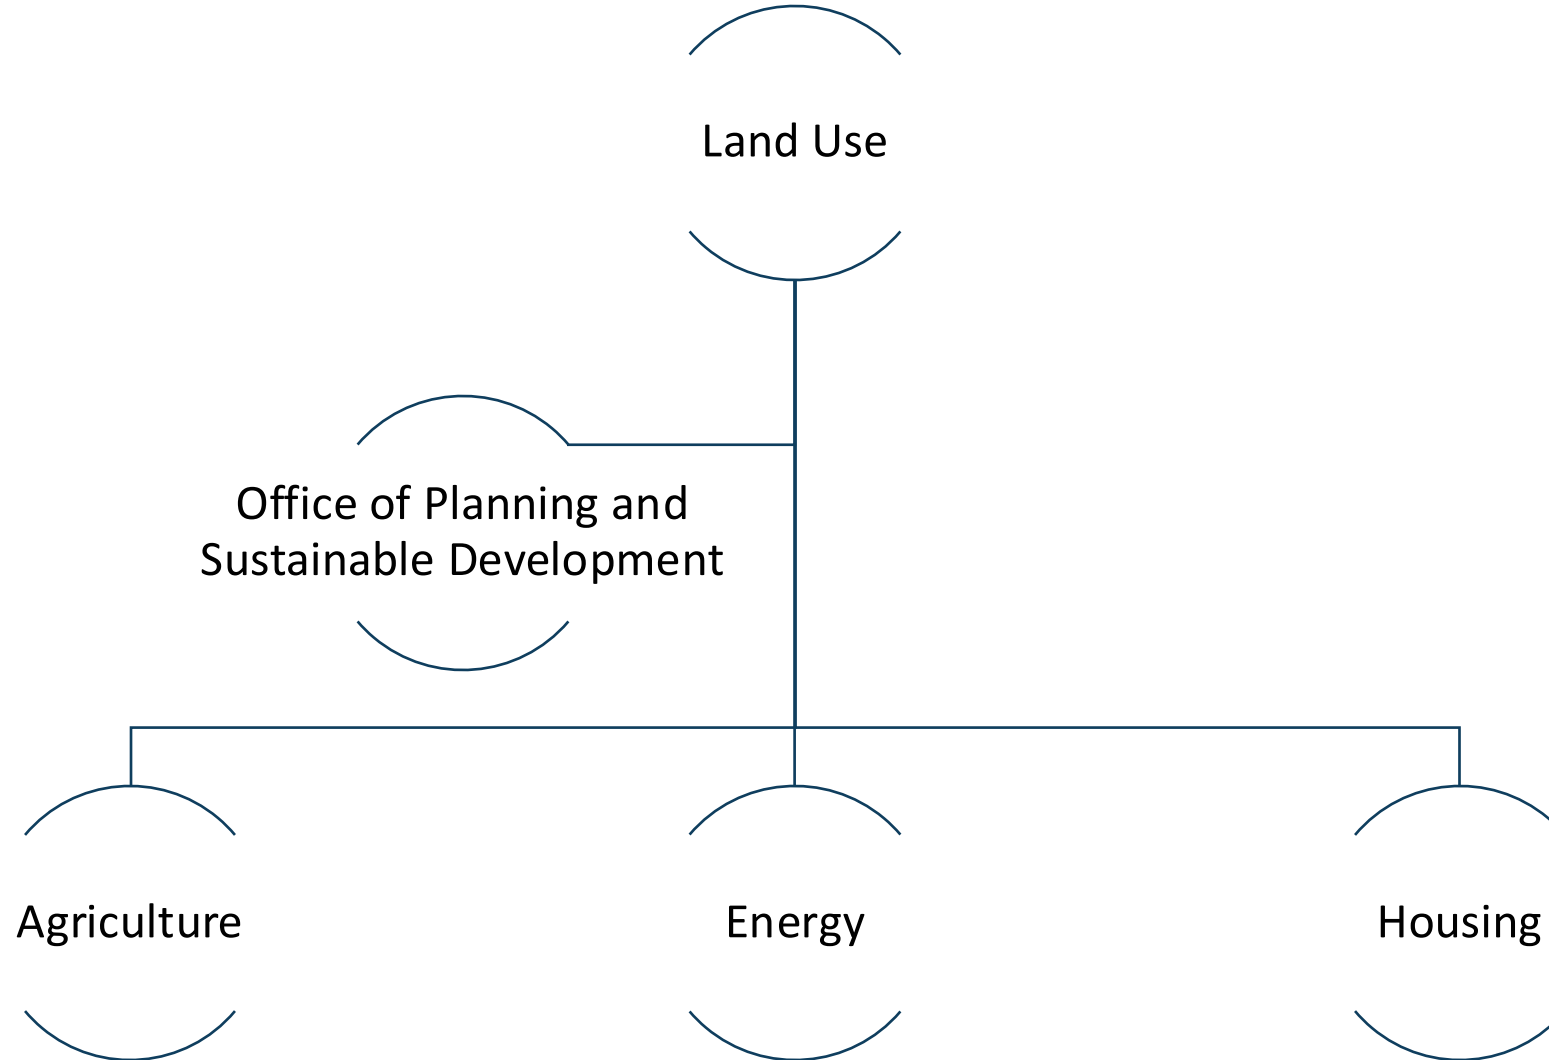 Land Use
Office of Planning and
Sustainable Development
Agriculture
Energy
Housing